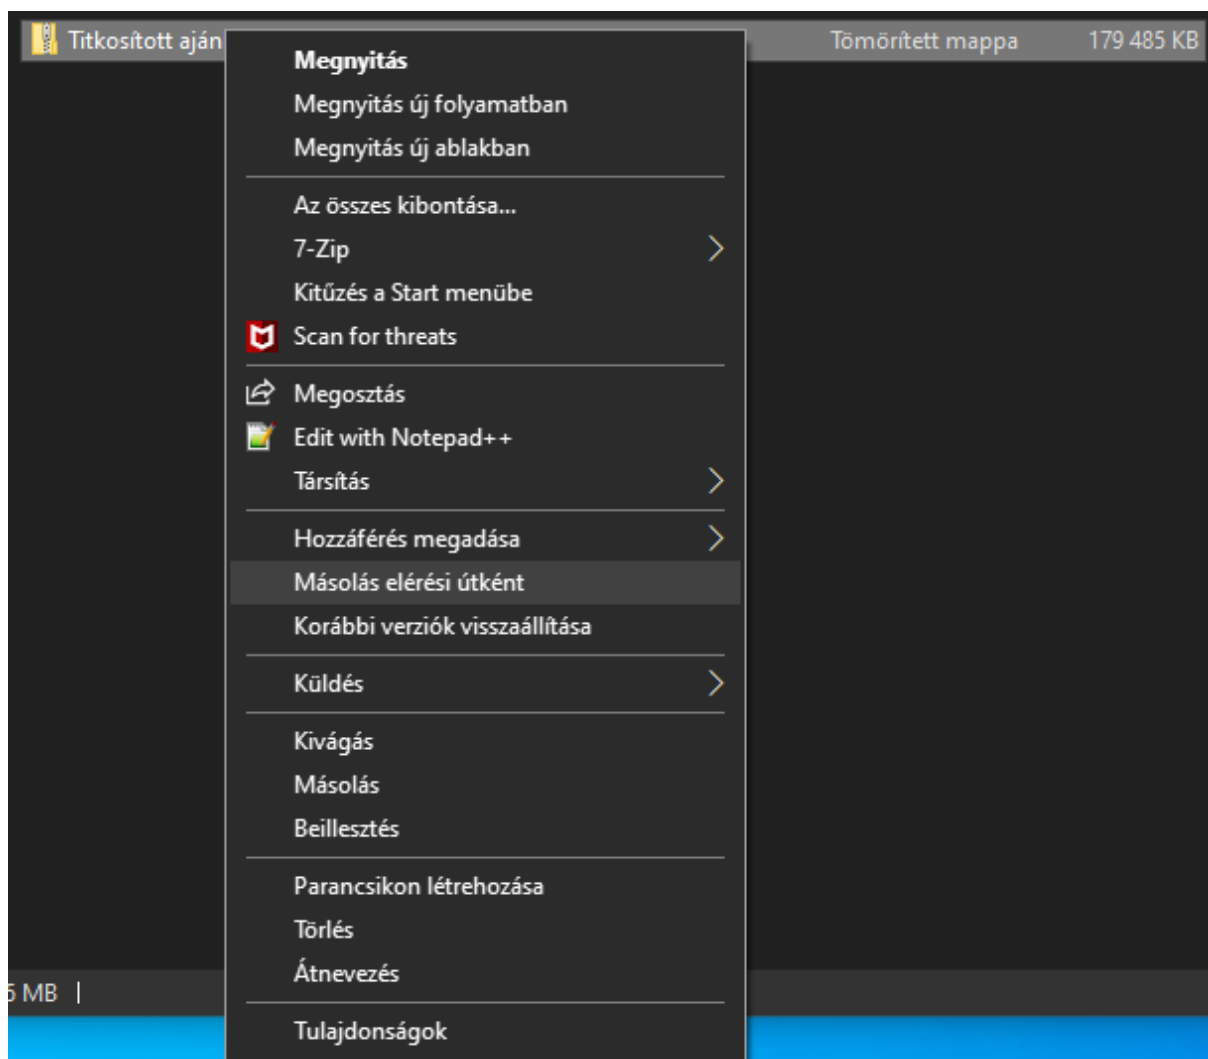 Titkosított aján
Tömörített mappa
179 485 KB
Megnyitás
Megnyitás új folyamatban
Megnyitás új ablakban
Az összes kibontása...
7-Zip
Kitűzés a Start menübe
Scan for threats
Megosztás
Edit with Notepad++
Társítás
Hozzáférés megadása
Másolás elérési útként
Korábbi verziók visszaállítása
Küldés
Kivágás
Másolás
Beillesztés
Parancsikon létrehozása
Törlés
Átnevezés
MB
Tulajdonságok